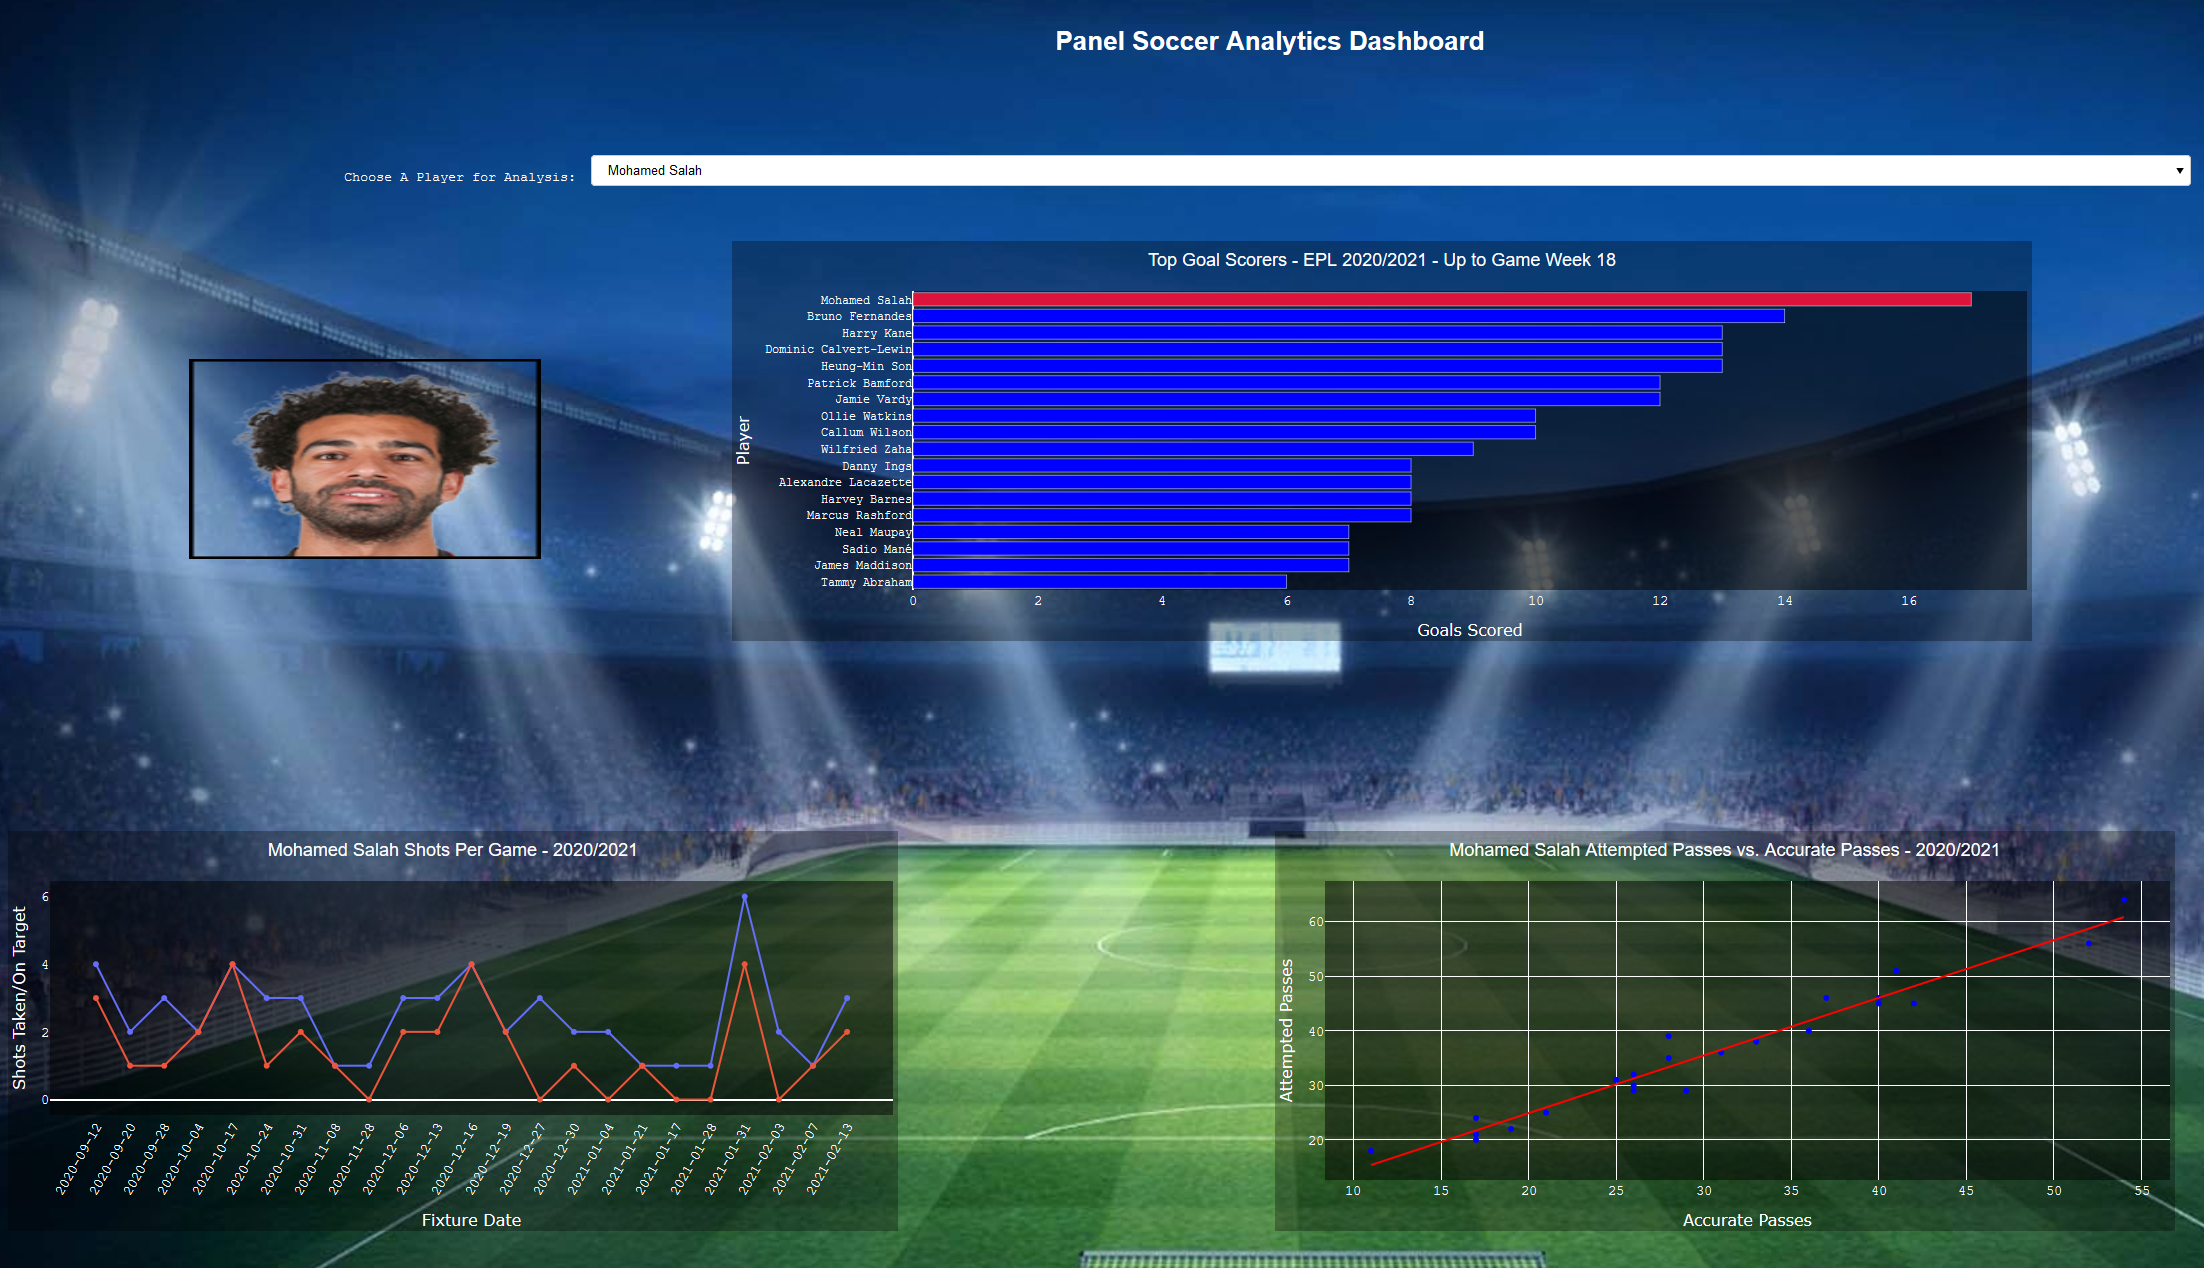 Panel Soccer Analytics Dashboard
Choose A Player for Analysis:
Mohamed Salah
Top Goal Scorers - EPL 2020/2021 - Up to Game Week 18
Player
Mohamed Salah
Bruno Fernandes
Harry Kane
Dominic Calvert-Lewin
Heung-Min Son
Patrick Bamford
Jamie Vardy
Ollie Watkins
Callum Wilson
Wilfried Zaha
Danny Ings
Alexandre Lacazette
Harvey Barnes
Marcus Rashford
Neal Maupay
Sadio Mané
James Maddison
Tammy Abraham
0 2 4 6 8 10 12 14 16
Goals Scored
Mohamed Salah Shots Per Game - 2020/2021
Shots Taken/On Target
6
4
2
0
2020-09-12
2020-09-20
2020-09-28
2020-10-04
2020-10-17
2020-10-24
2020-10-31
2020-11-08
2020-11-28
2020-12-06
2020-12-13
2020-12-16
2020-12-19
2020-12-27
2020-12-30
2021-01-04
2021-01-21
2021-01-17
2021-01-28
2021-01-31
2021-02-03
2021-02-07
2021-02-13
Fixture Date
Mohamed Salah Attempted Passes vs. Accurate Passes - 2020/2021
Attempted Passes
60
50
40
30
20
10 15 20 25 30 35 40 45 50 55
Accurate Passes